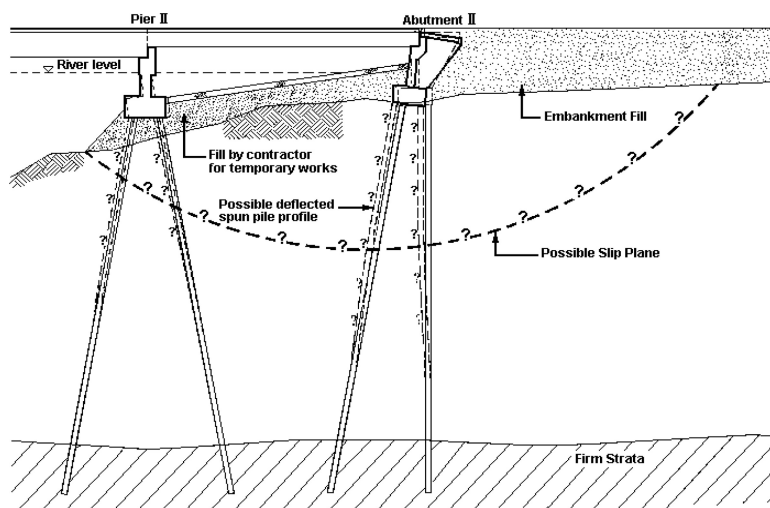 Pier II
Abutment II
River level
Embankment Fill
Fill by contractor
for temporary works
Possible deflected
spun pile profile
Possible Slip Plane
Firm Strata
? ? ? ? ? ? ? ? ? ? ? ? ? ? ? ? ? ? ? ? ? ? ? ? ? ?